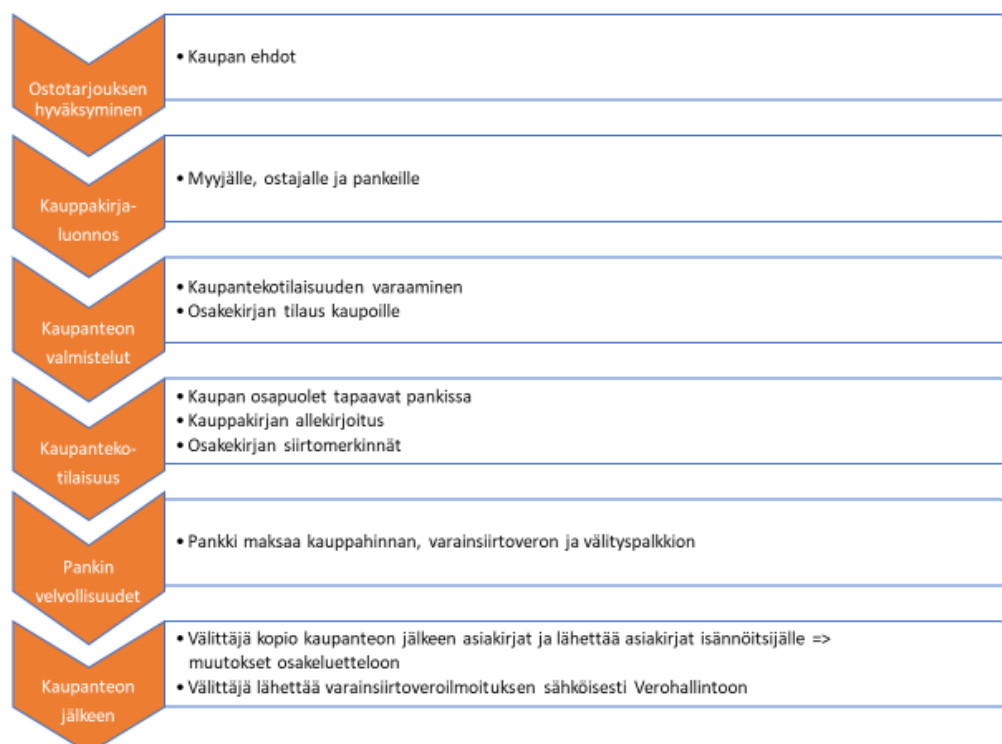 Ostotarjouksen
hyväksyminen
• Kaupan ehdot
Kauppakirja-
luonnos
• Myyjälle, ostajalle ja pankeille
Kaupanteon
valmistelut
• Kaupantekotilaisuuden varaaminen
• Osakekirjan tilaus kaupoille
Kaupanteko-
tilaisuus
• Kaupan osapuolet tapaavat pankissa
• Kauppakirjan allekirjoitus
• Osakekirjan siirtomerkinnät
Pankin
velvollisuudet
• Pankki maksaa kauppahinnan, varainsiirtoveron ja välityspalkkion
Kaupanteon
jälkeen
• Välittäjä kopio kaupanteon jälkeen asiakirjat ja lähettää asiakirjat isännöitsijälle =>
muutokset osakeluetteloon
• Välittäjä lähettää varainsiirtoveroilmoituksen sähköisesti Verohallintoon